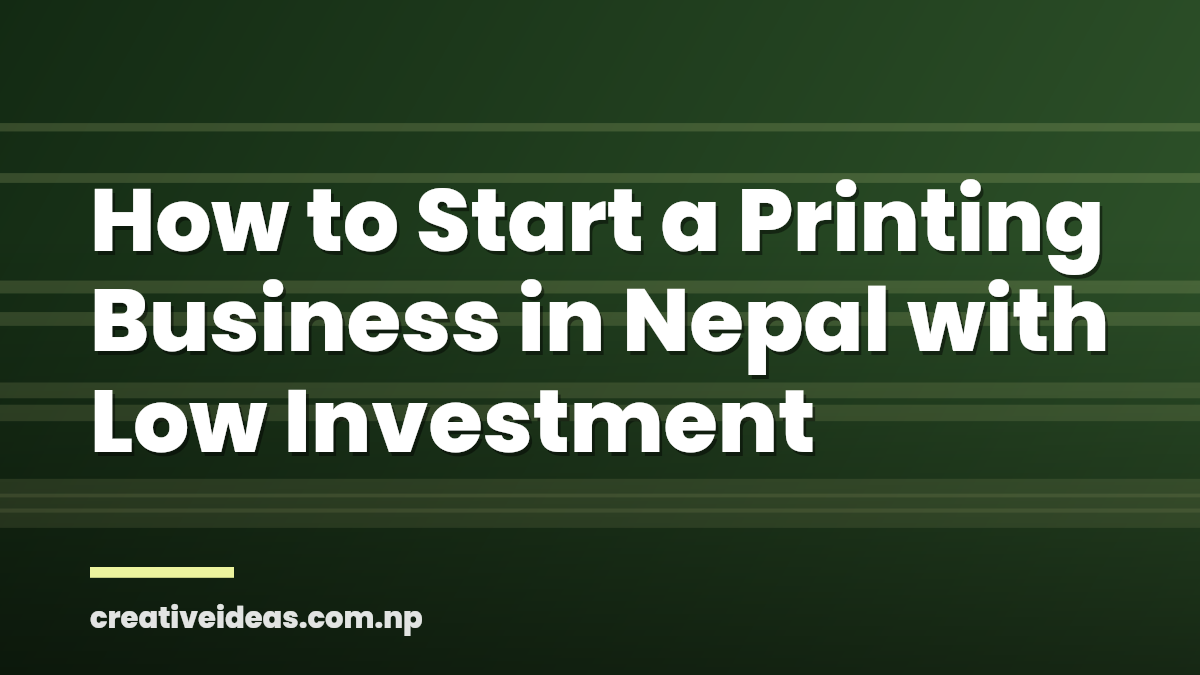 How to Start a Printing
Business in Nepal with
Low Investment
creativeideas.com.np